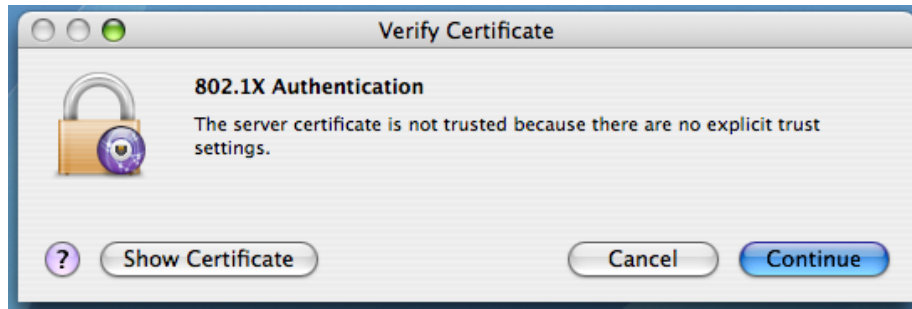 Verify Certificate
802.1X Authentication
The server certificate is not trusted because there are no explicit trust
settings.
? Show Certificate Cancel Continue